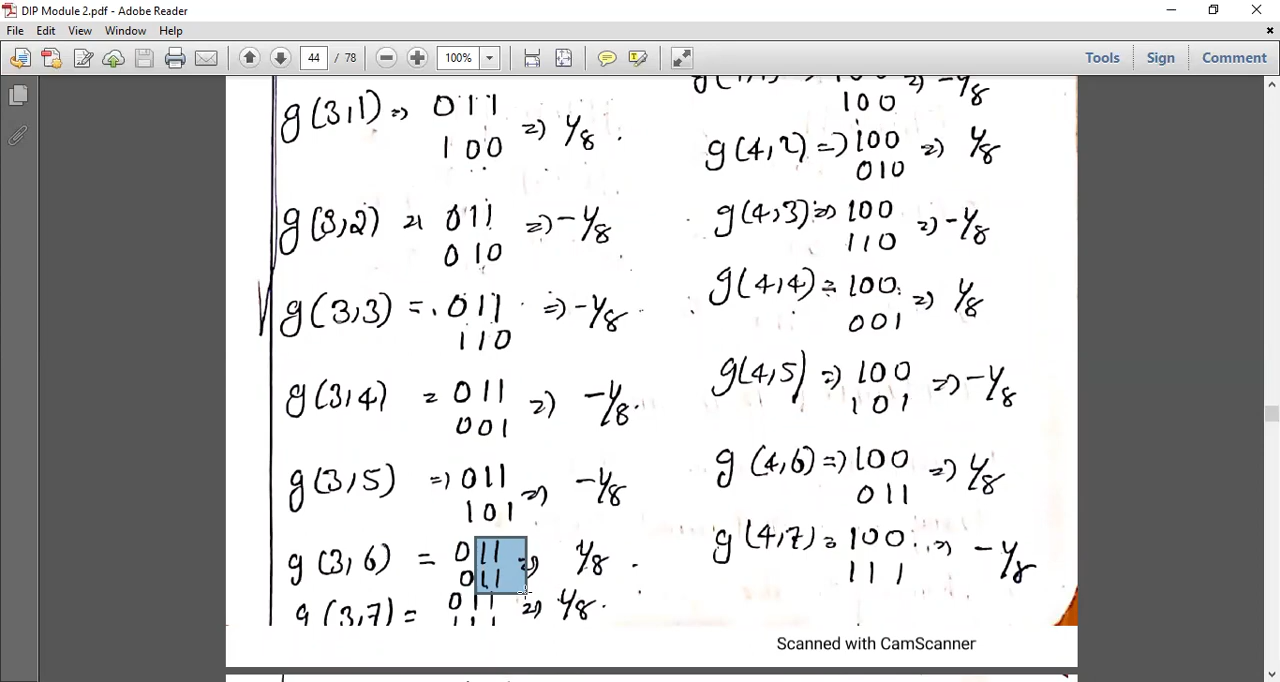 DIP Module 2.pdf - Adobe Reader
File Edit View Window Help
44 / 78 100% Tools Sign Comment
g(3,1) => 011 => 1/8 .
100
g(3,2) => 011 => -1/8
010
g(3,3) = . 011 => -1/8
110
g(3,4) = 011 => -1/8.
001
g(3,5) => 011 => -1/8
101
g(3,6) = 011 => 1/8 .
011
g(3,7) = 011 => 1/8.
111
=> -1/8
100
g(4,2) => 100 => 1/8
010
g(4,3) => 100 => -1/8
110
g(4,4) = 100 => 1/8
001
g(4,5) => 100 => -1/8
101
g(4,6) => 100 => 1/8
011
g(4,7) = 100 => -1/8
111
Scanned with CamScanner